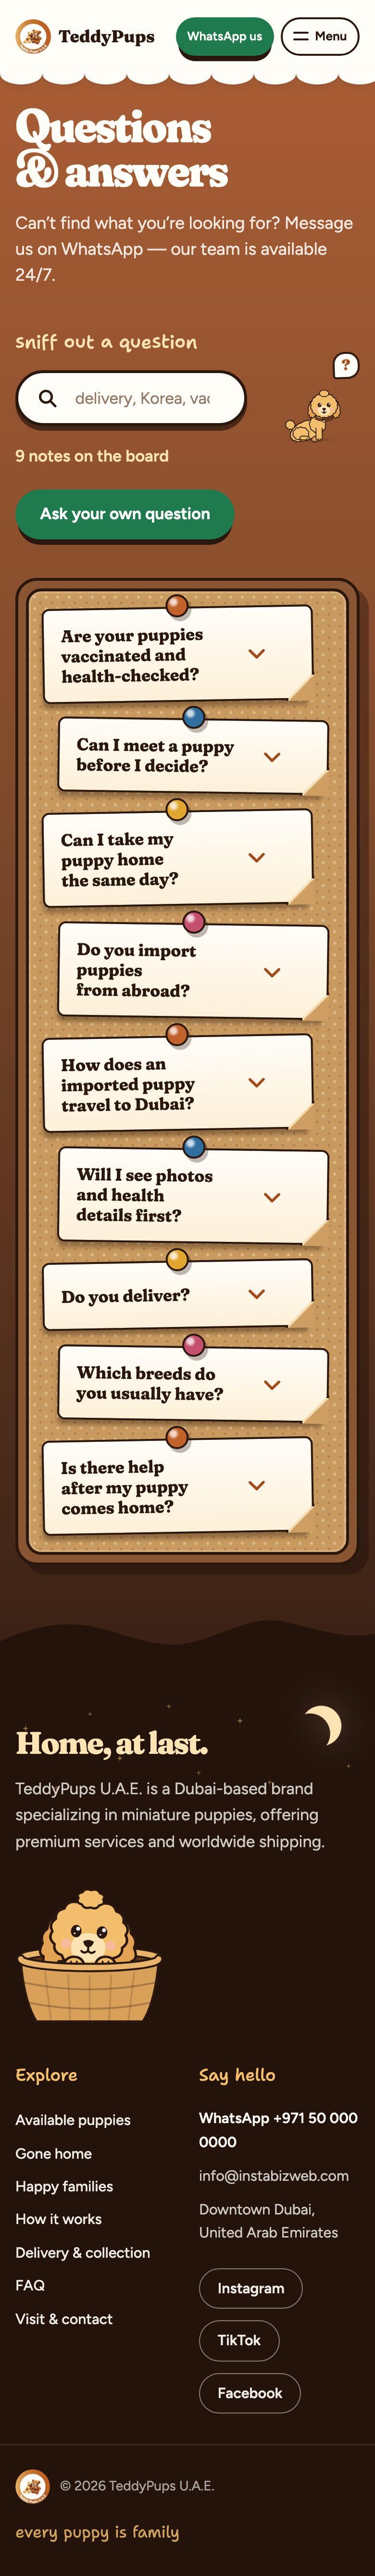 TeddyPups
WhatsApp us
Menu
Questions
& answers
Can’t find what you’re looking for? Message
us on WhatsApp — our team is available
24/7.
sniff out a question
?
delivery, Korea, vac
9 notes on the board
Ask your own question
Are your puppies
vaccinated and
health-checked?
Can I meet a puppy
before I decide?
Can I take my
puppy home
the same day?
Do you import
puppies
from abroad?
How does an
imported puppy
travel to Dubai?
Will I see photos
and health
details first?
Do you deliver?
Which breeds do
you usually have?
Is there help
after my puppy
comes home?
Home, at last.
TeddyPups U.A.E. is a Dubai-based brand
specializing in miniature puppies, offering
premium services and worldwide shipping.
Explore
Available puppies
Gone home
Happy families
How it works
Delivery & collection
FAQ
Visit & contact
Say hello
WhatsApp +971 50 000
0000
info@instabizweb.com
Downtown Dubai,
United Arab Emirates
Instagram
TikTok
Facebook
© 2026 TeddyPups U.A.E.
every puppy is family